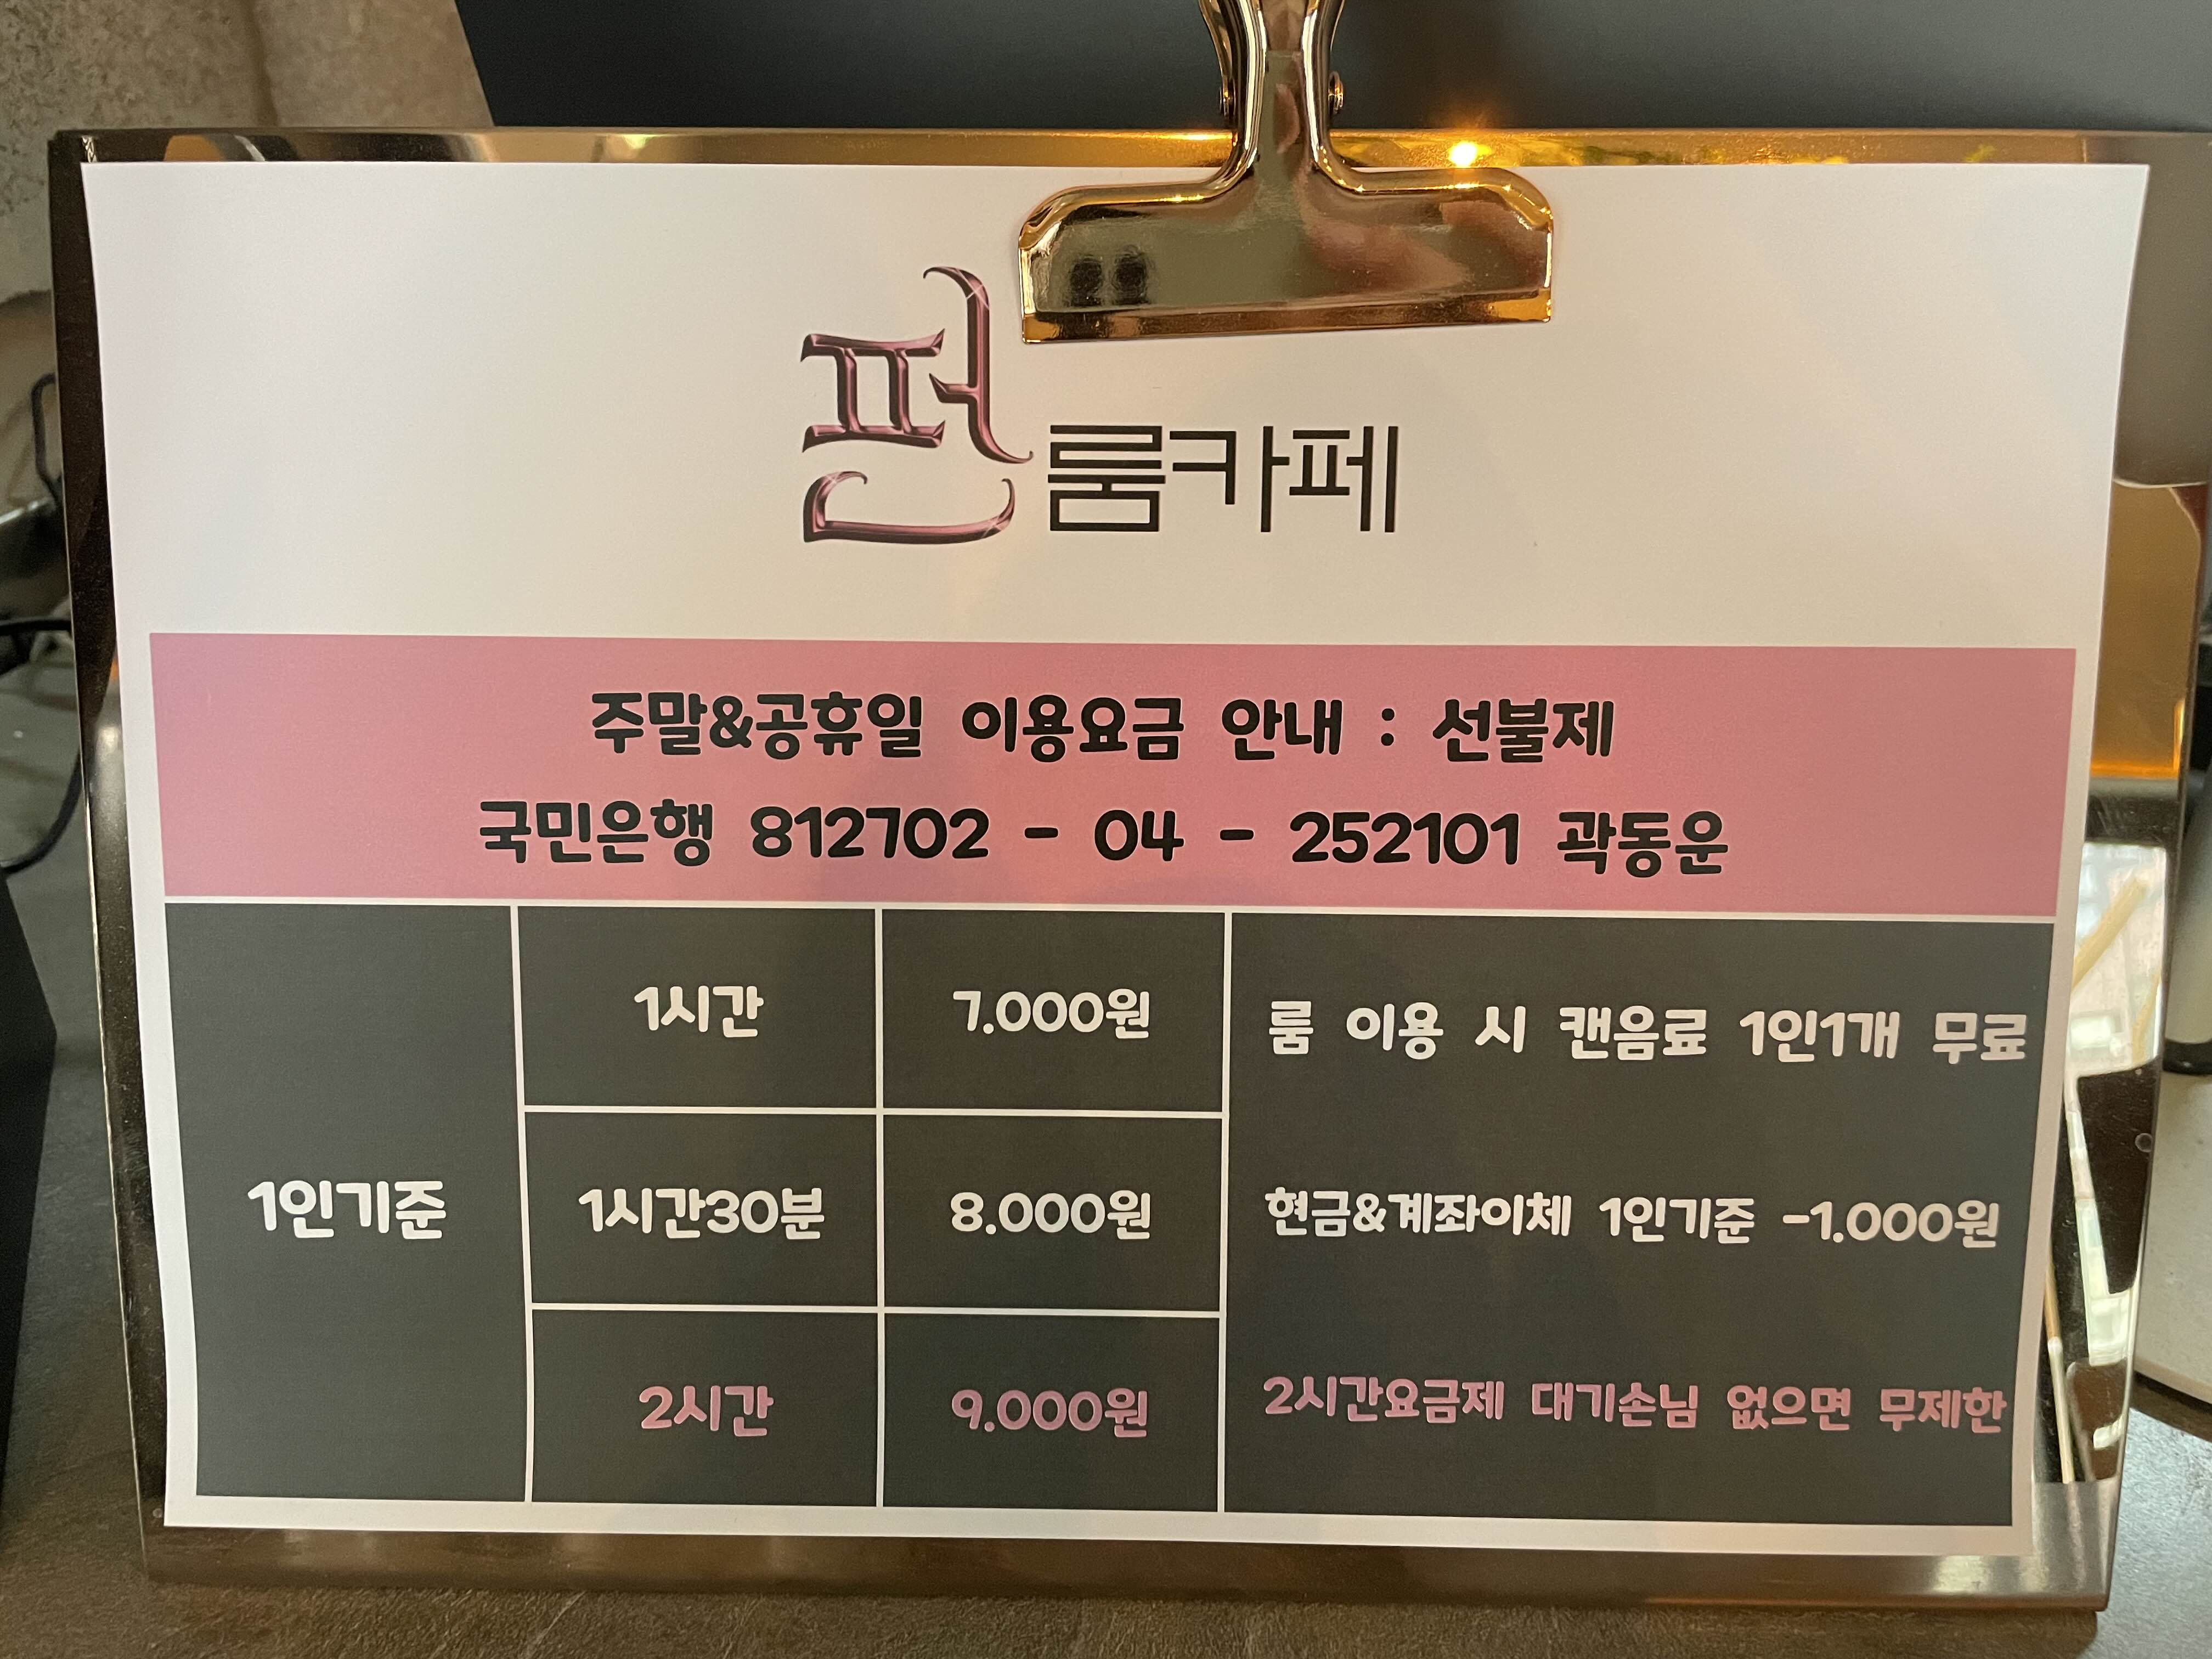 펀룸카페
주말&공휴일 이용요금 안내 : 선불제
국민은행 812702 - 04 - 252101 곽동운
1인기준
1시간 7.000원
1시간30분 8.000원
2시간 9.000원
룸 이용 시 캔음료 1인1개 무료
현금&계좌이체 1인기준 -1.000원
2시간요금제 대기손님 없으면 무제한